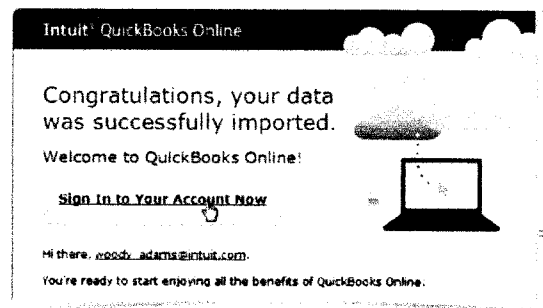 Intuit® QuickBooks Online
Congratulations, your data
was successfully imported.
Welcome to QuickBooks Online!
Sign In to Your Account Now
Hi there, woody_adams@intuit.com.
You're ready to start enjoying all the benefits of QuickBooks Online.